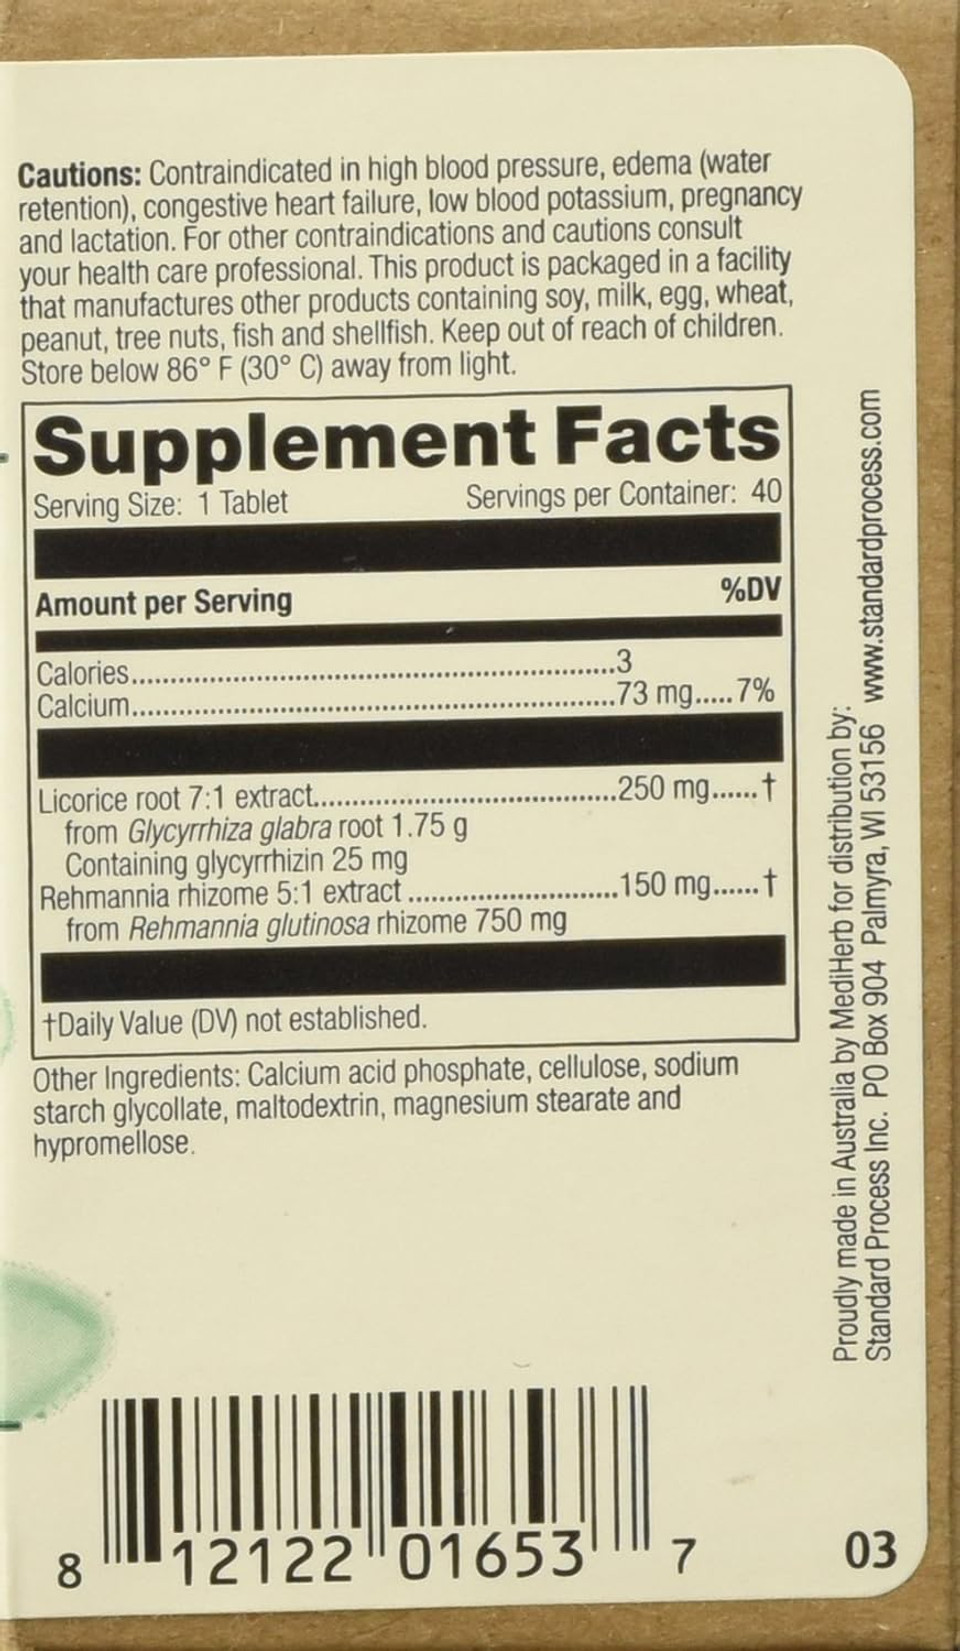 Cautions: Contraindicated in high blood pressure, edema (water
retention), congestive heart failure, low blood potassium, pregnancy
and lactation. For other contraindications and cautions consult
your health care professional. This product is packaged in a facility
that manufactures other products containing soy, milk, egg, wheat,
peanut, tree nuts, fish and shellfish. Keep out of reach of children.
Store below 86° F (30° C) away from light.
Supplement Facts
Serving Size: 1 Tablet Servings per Container: 40
Amount per Serving %DV
Calories..............................................................3
Calcium..............................................................73 mg.....7%
Licorice root 7:1 extract.......................................250 mg......†
from Glycyrrhiza glabra root 1.75 g
Containing glycyrrhizin 25 mg
Rehmannia rhizome 5:1 extract...........................150 mg......†
from Rehmannia glutinosa rhizome 750 mg
†Daily Value (DV) not established.
Other Ingredients: Calcium acid phosphate, cellulose, sodium
starch glycollate, maltodextrin, magnesium stearate and
hypromellose.
Proudly made in Australia by MediHerb for distribution by:
Standard Process Inc. PO Box 904 Palmyra, WI 53156 www.standardprocess.com
8 12122 01653 7
03